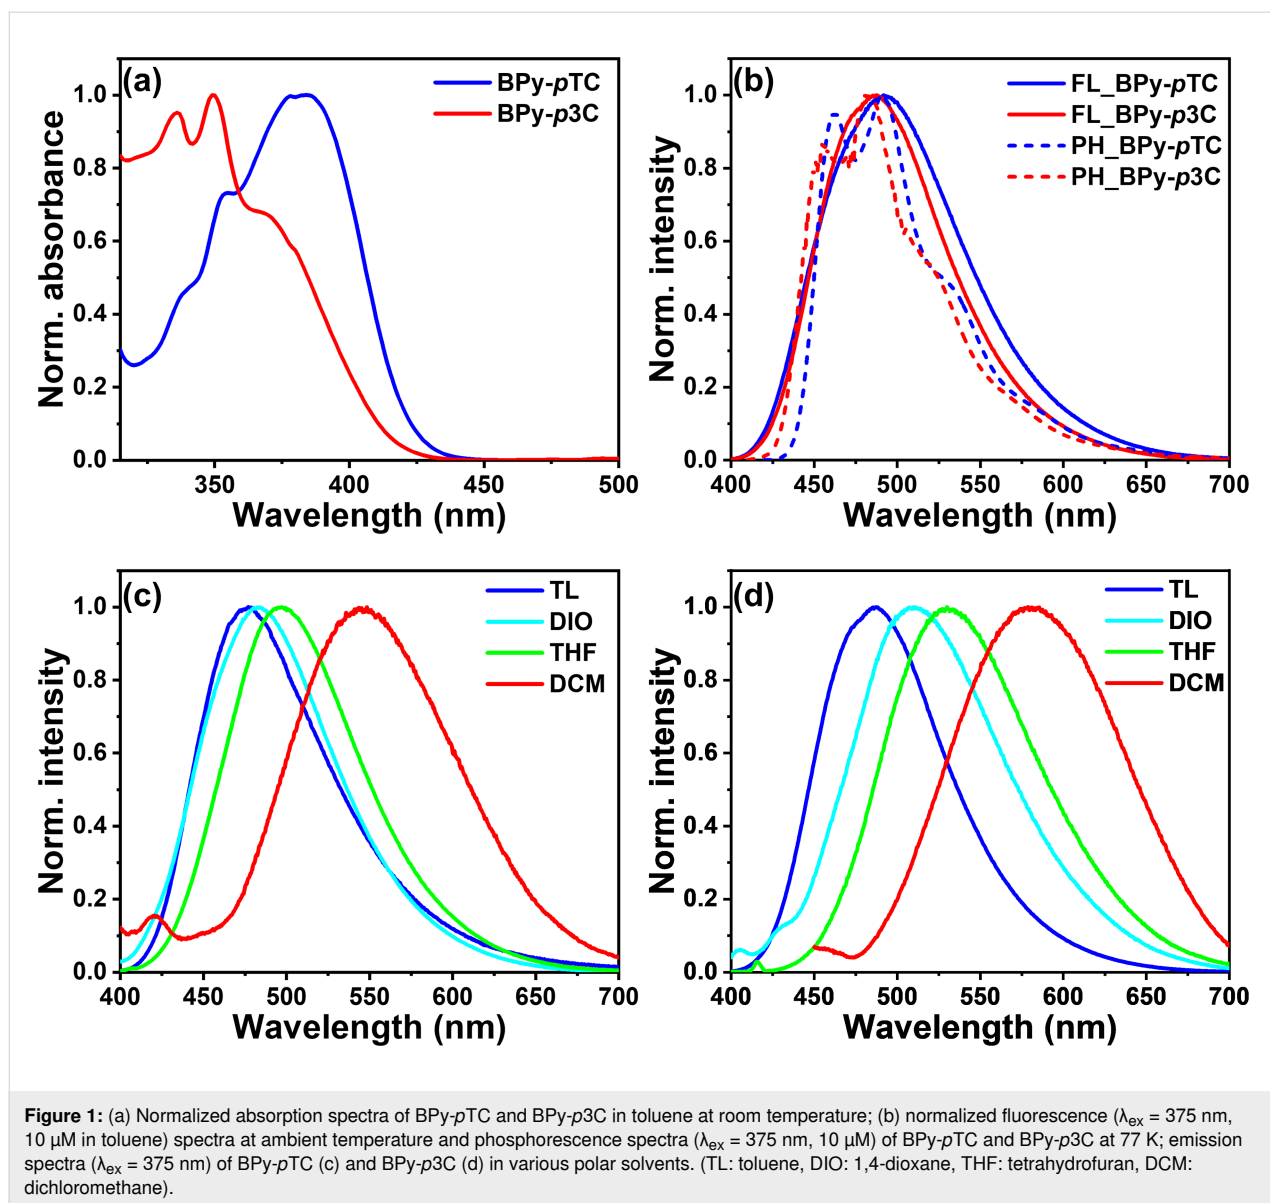 (a)
BPy-pTC
BPy-p3C
Norm. absorbance
1.0
0.8
0.6
0.4
0.2
0.0
350 400 450 500
Wavelength (nm)
(b)
FL_BPy-pTC
FL_BPy-p3C
PH_BPy-pTC
PH_BPy-p3C
Norm. intensity
1.0
0.8
0.6
0.4
0.2
0.0
400 450 500 550 600 650 700
Wavelength (nm)
(c)
TL
DIO
THF
DCM
Norm. intensity
1.0
0.8
0.6
0.4
0.2
0.0
400 450 500 550 600 650 700
Wavelength (nm)
(d)
TL
DIO
THF
DCM
Norm. intensity
1.0
0.8
0.6
0.4
0.2
0.0
400 450 500 550 600 650 700
Wavelength (nm)
Figure 1: (a) Normalized absorption spectra of BPy-pTC and BPy-p3C in toluene at room temperature; (b) normalized fluorescence (λex = 375 nm,
10 μM in toluene) spectra at ambient temperature and phosphorescence spectra (λex = 375 nm, 10 μM) of BPy-pTC and BPy-p3C at 77 K; emission
spectra (λex = 375 nm) of BPy-pTC (c) and BPy-p3C (d) in various polar solvents. (TL: toluene, DIO: 1,4-dioxane, THF: tetrahydrofuran, DCM:
dichloromethane).